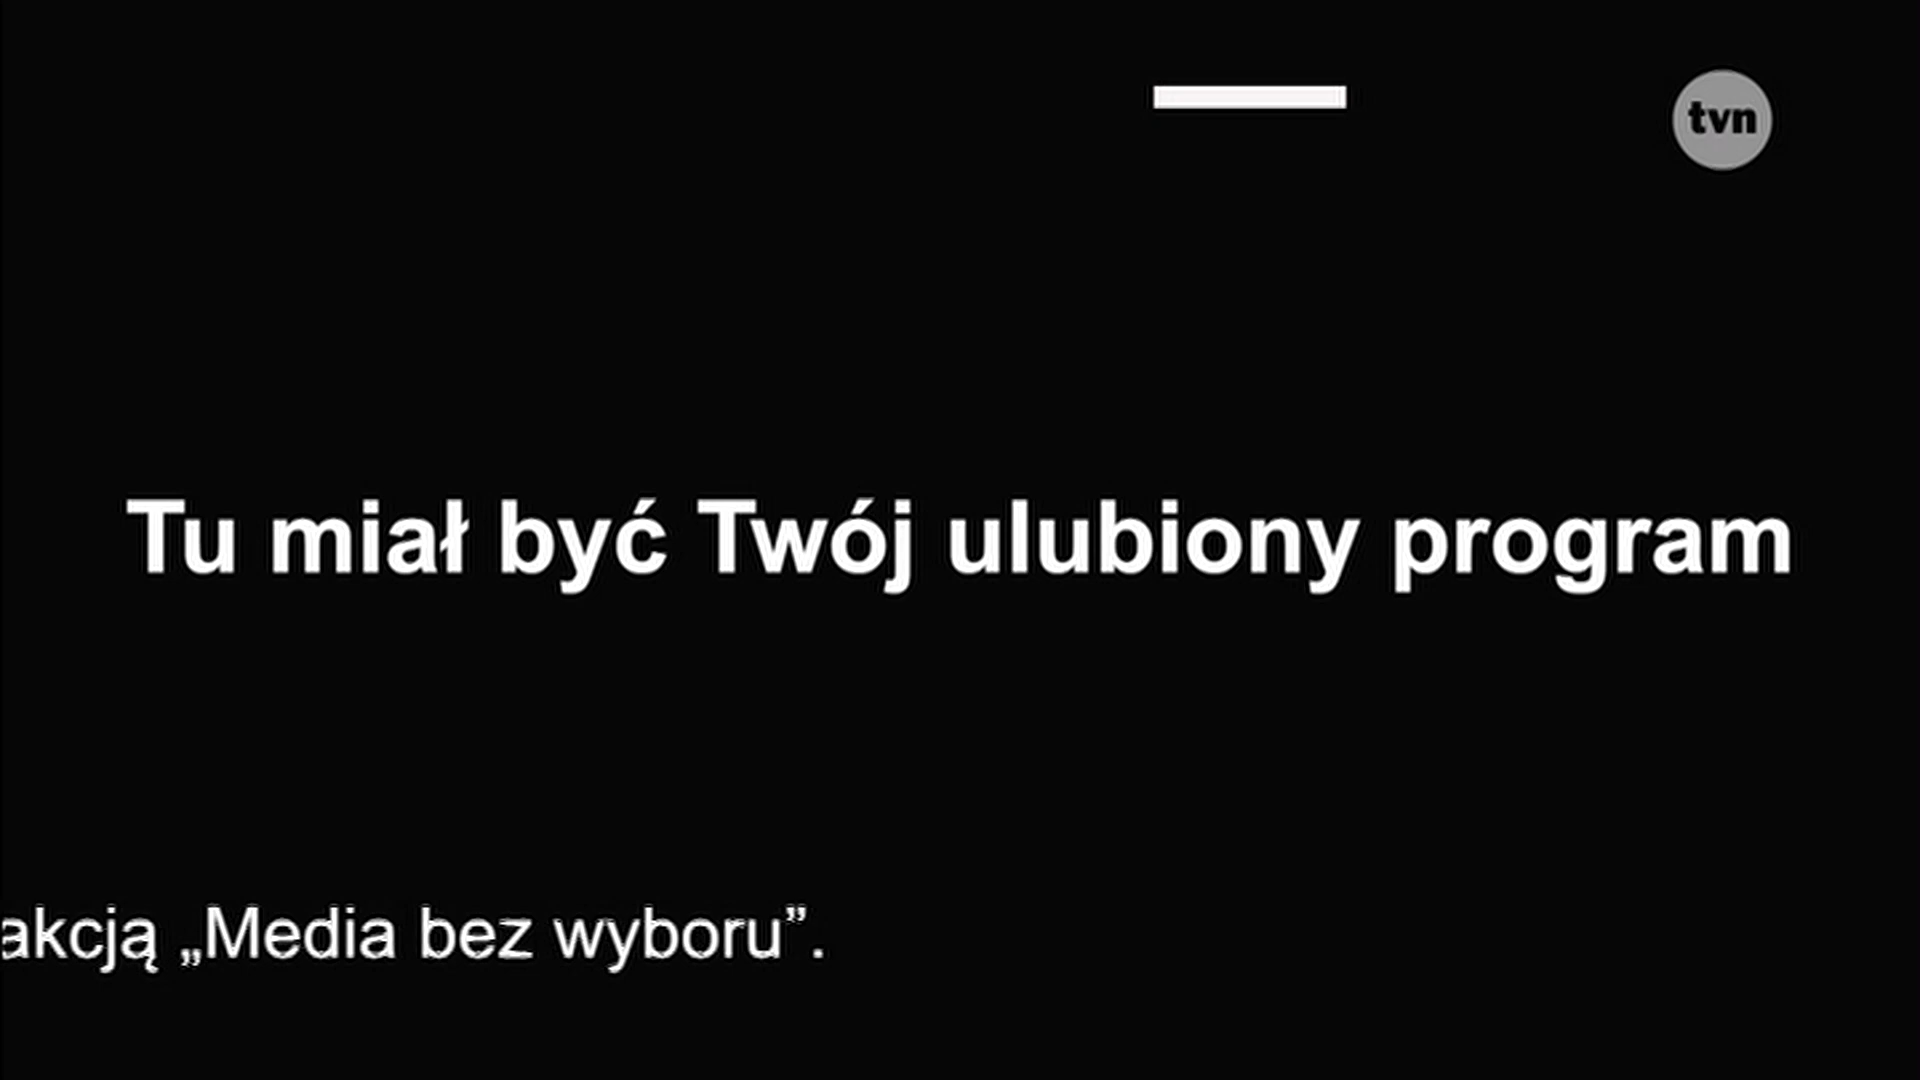 tvn
Tu miał być Twój ulubiony program
akcją „Media bez wyboru”.